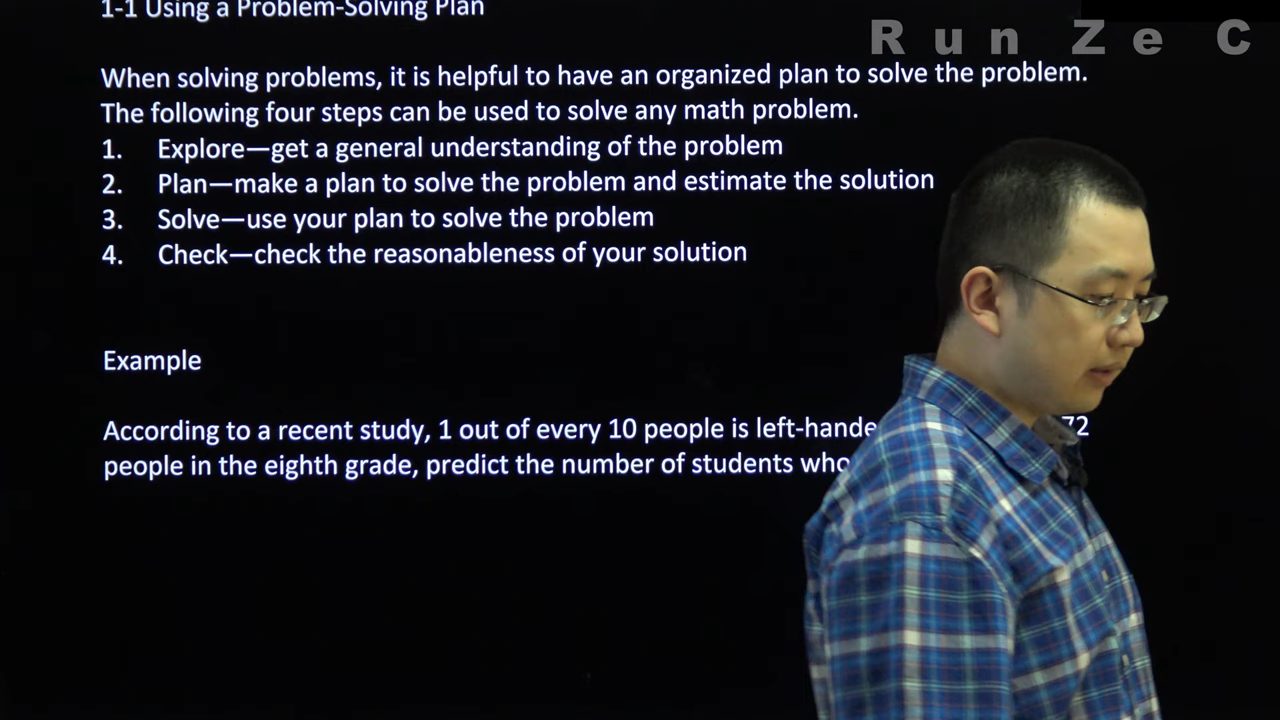 1-1 Using a Problem-Solving Plan
Run Ze C
When solving problems, it is helpful to have an organized plan to solve the problem.
The following four steps can be used to solve any math problem.
1. Explore—get a general understanding of the problem
2. Plan—make a plan to solve the problem and estimate the solution
3. Solve—use your plan to solve the problem
4. Check—check the reasonableness of your solution
Example
According to a recent study, 1 out of every 10 people is 72
people in the eighth grade, predict the number of students who